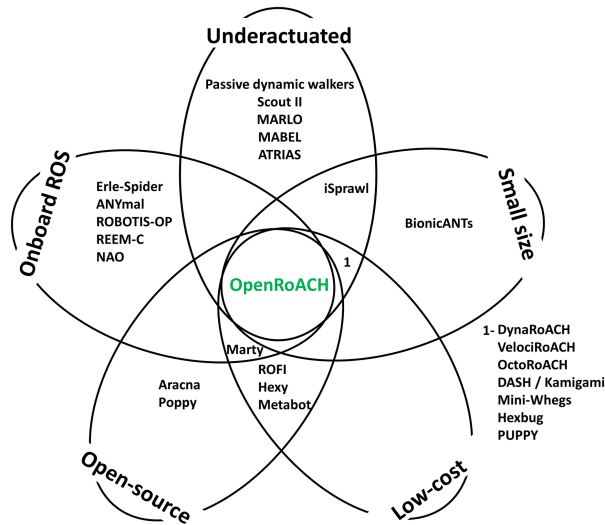 Underactuated
Passive dynamic walkers
Scout II
MARLO
MABEL
ATRIAS
Onboard ROS
Erle-Spider
ANYmal
ROBOTIS-OP
REEM-C
NAO
iSprawl
Small size
BionicANTs
1
OpenRoACH
1- DynaRoACH
VelociRoACH
OctoRoACH
DASH / Kamigami
Mini-Whegs
Hexbug
PUPPY
Marty
ROFI
Hexy
Metabot
Aracna
Poppy
Open-source
Low-cost